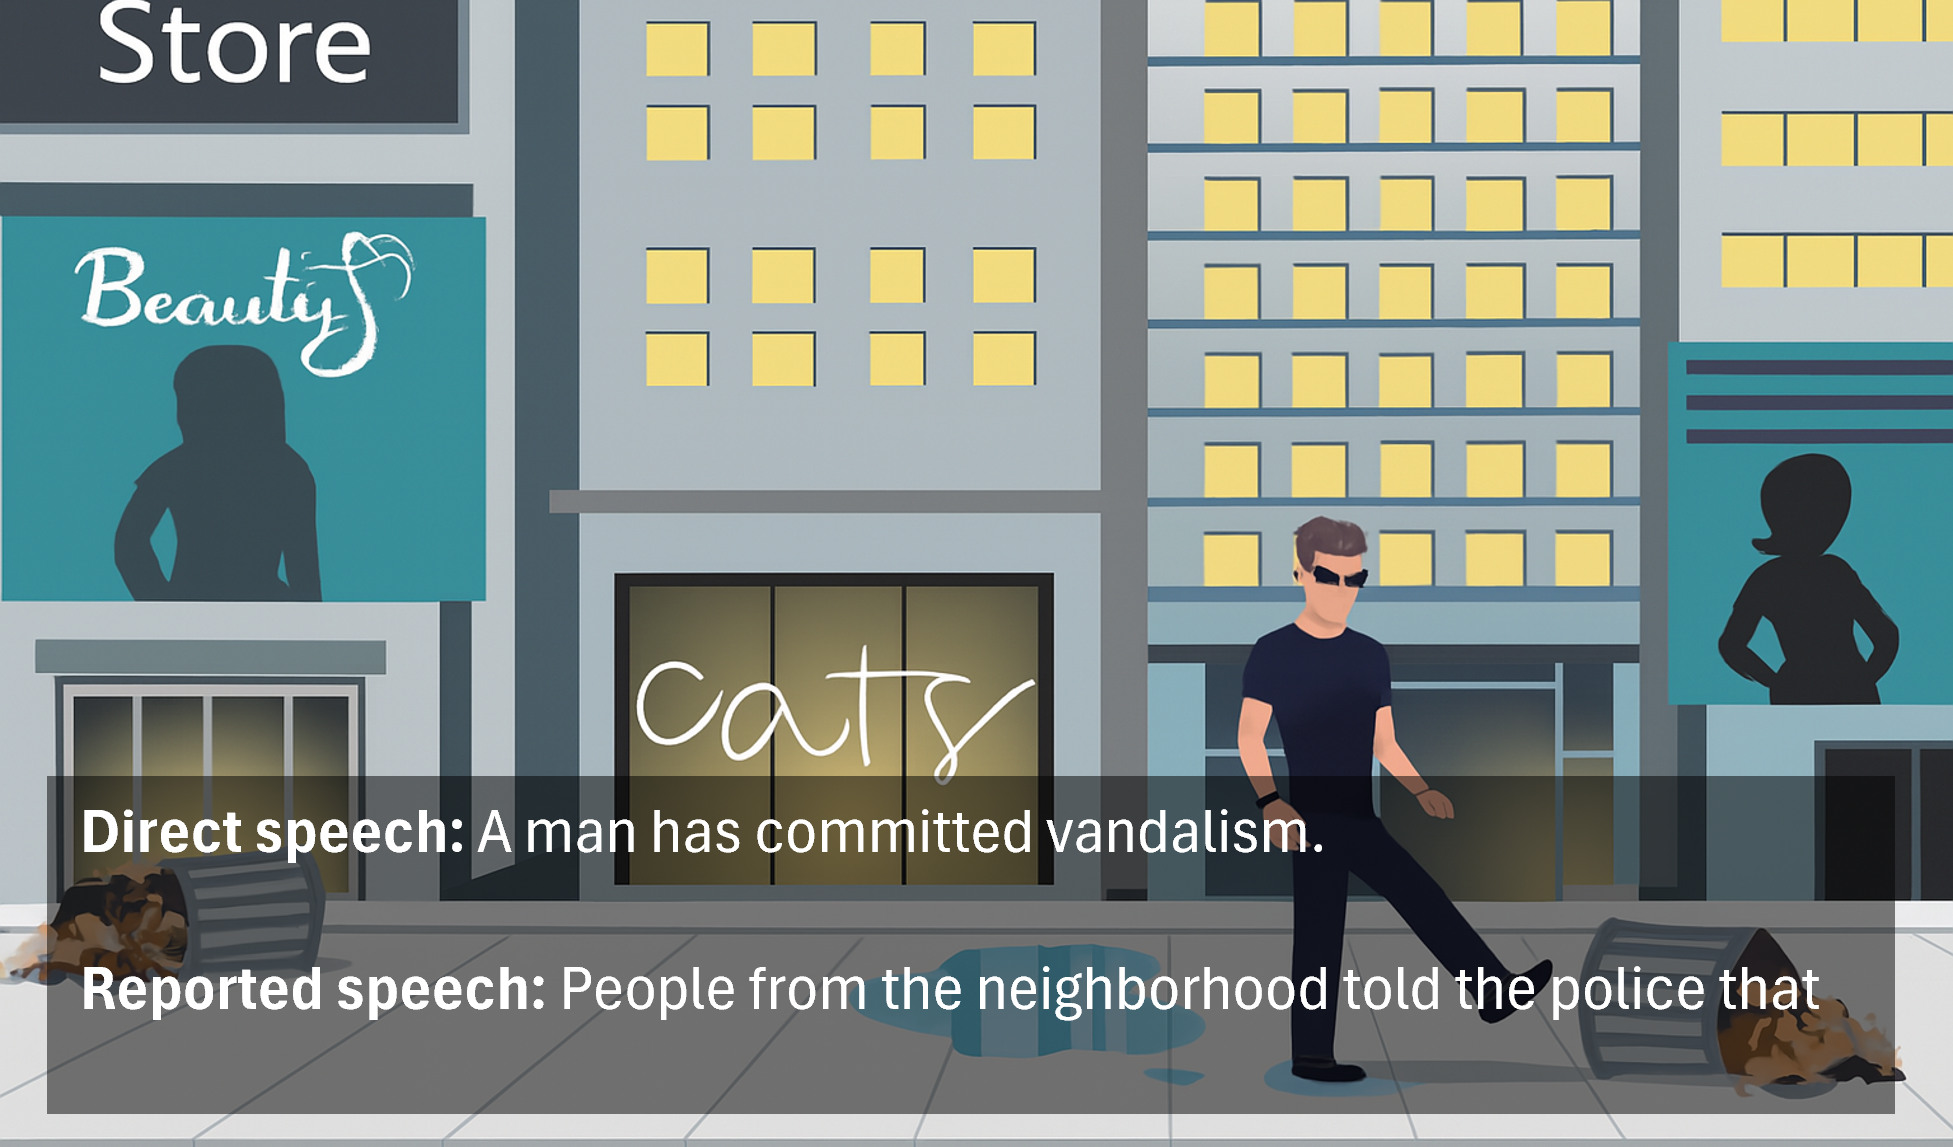 Store
Beauty
cats
Direct speech: A man has committed vandalism.
Reported speech: People from the neighborhood told the police that